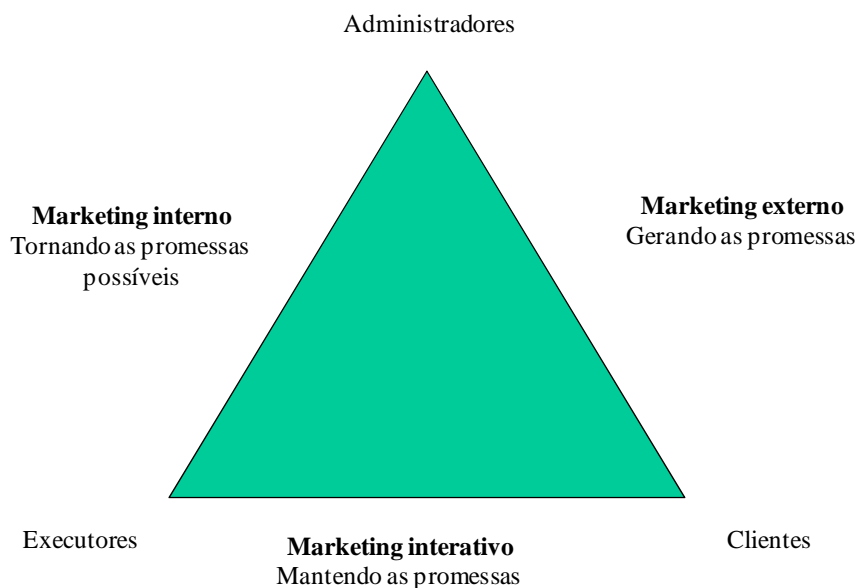 Administradores
Marketing interno
Tornando as promessas
possíveis
Marketing externo
Gerando as promessas
Executores
Marketing interativo
Mantendo as promessas
Clientes